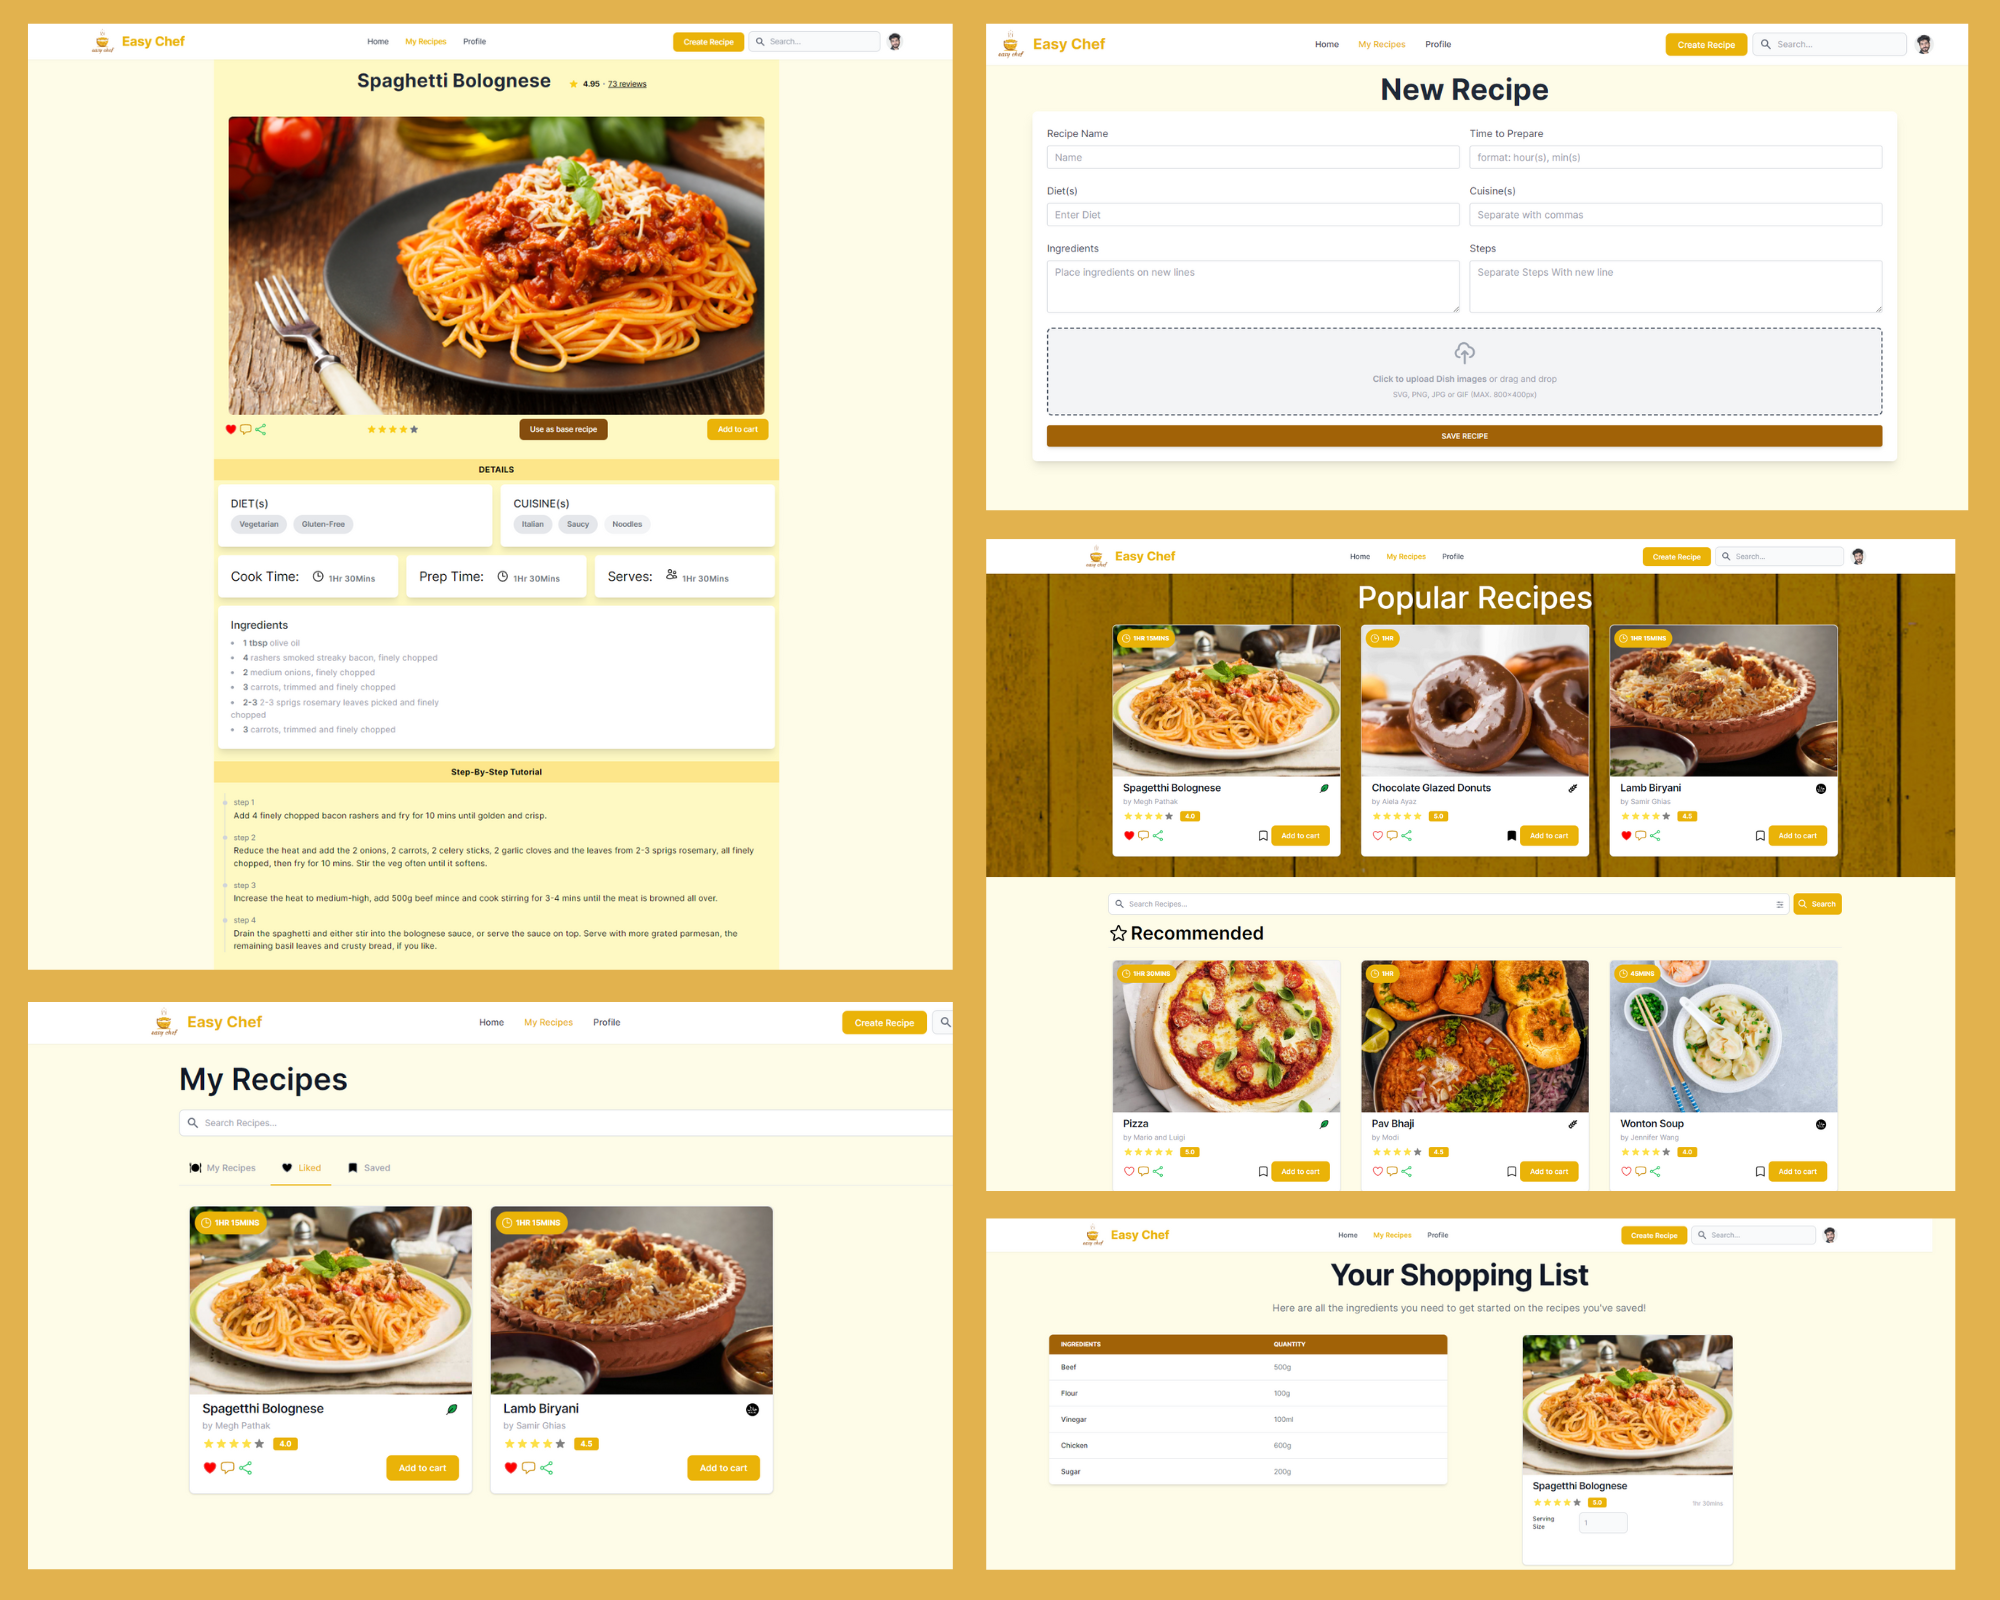 easy chef
Easy Chef
Home My Recipes Profile
Create Recipe
Search...
Spaghetti Bolognese
4.95 · 73 reviews
Use as base recipe
Add to cart
DETAILS
DIET(s)
Vegetarian Gluten-Free
CUISINE(s)
Italian Saucy Noodles
Cook Time: 1Hr 30Mins
Prep Time: 1Hr 30Mins
Serves: 1Hr 30Mins
Ingredients
• 1 tbsp olive oil
• 4 rashers smoked streaky bacon, finely chopped
• 2 medium onions, finely chopped
• 3 carrots, trimmed and finely chopped
• 2-3 2-3 sprigs rosemary leaves picked and finely
chopped
• 3 carrots, trimmed and finely chopped
Step-By-Step Tutorial
step 1
Add 4 finely chopped bacon rashers and fry for 10 mins until golden and crisp.
step 2
Reduce the heat and add the 2 onions, 2 carrots, 2 celery sticks, 2 garlic cloves and the leaves from 2-3 sprigs rosemary, all finely
chopped, then fry for 10 mins. Stir the veg often until it softens.
step 3
Increase the heat to medium-high, add 500g beef mince and cook stirring for 3-4 mins until the meat is browned all over.
step 4
Drain the spaghetti and either stir into the bolognese sauce, or serve the sauce on top. Serve with more grated parmesan, the
remaining basil leaves and crusty bread, if you like.
easy chef
Easy Chef
Home My Recipes Profile
Create Recipe
My Recipes
Search Recipes...
My Recipes Liked Saved
1HR 15MINS
Spagetthi Bolognese
by Megh Pathak
4.0
Add to cart
1HR 15MINS
Lamb Biryani
by Samir Ghias
4.5
Add to cart
easy chef
Easy Chef
Home My Recipes Profile
Create Recipe
Search...
New Recipe
Recipe Name
Name
Time to Prepare
format: hour(s), min(s)
Diet(s)
Enter Diet
Cuisine(s)
Separate with commas
Ingredients
Place ingredients on new lines
Steps
Separate Steps With new line
Click to upload Dish images or drag and drop
SVG, PNG, JPG or GIF (MAX. 800x400px)
SAVE RECIPE
easy chef
Easy Chef
Home My Recipes Profile
Create Recipe
Search...
Popular Recipes
1HR 15MINS
Spagetthi Bolognese
by Megh Pathak
4.0
Add to cart
1HR
Chocolate Glazed Donuts
by Alela Ayaz
5.0
Add to cart
1HR 15MINS
Lamb Biryani
by Samir Ghias
4.5
Add to cart
Search Recipes...
Search
Recommended
1HR 30MINS
Pizza
by Mario and Luigi
5.0
Add to cart
1HR
Pav Bhaji
by Modi
4.5
Add to cart
45MINS
Wonton Soup
by Jennifer Wang
4.0
Add to cart
easy chef
Easy Chef
Home My Recipes Profile
Create Recipe
Search...
Your Shopping List
Here are all the ingredients you need to get started on the recipes you've saved!
INGREDIENTS QUANTITY
Beef 500g
Flour 100g
Vinegar 100ml
Chicken 600g
Sugar 200g
Spagetthi Bolognese
5.0
1hr 30mins
Serving
Size
1